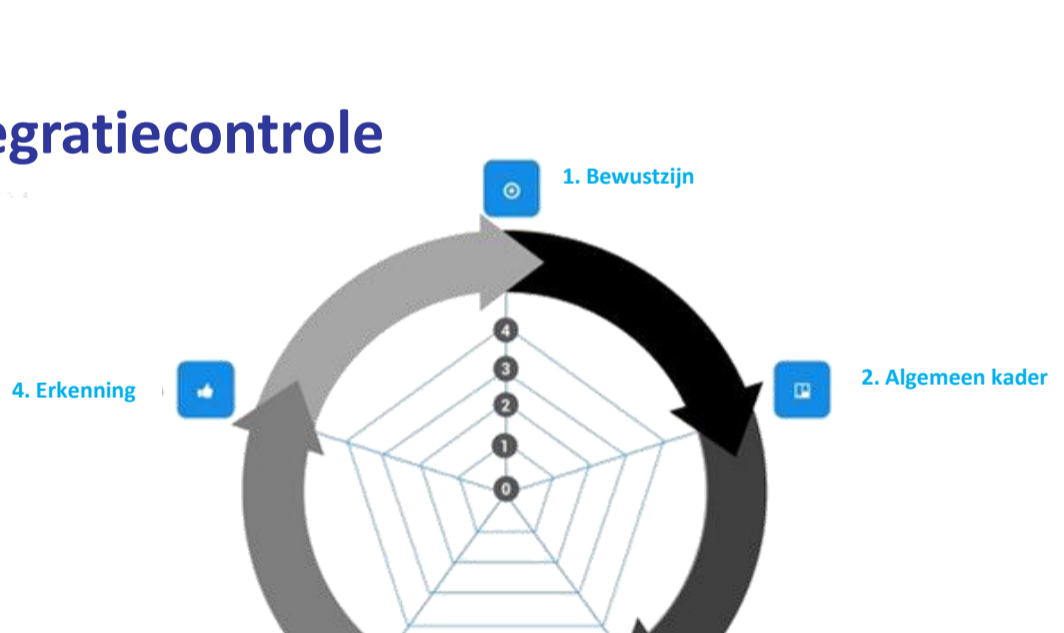 egratiecontrole
1. Bewustzijn
4
3
2
1
0
4. Erkenning
2. Algemeen kader